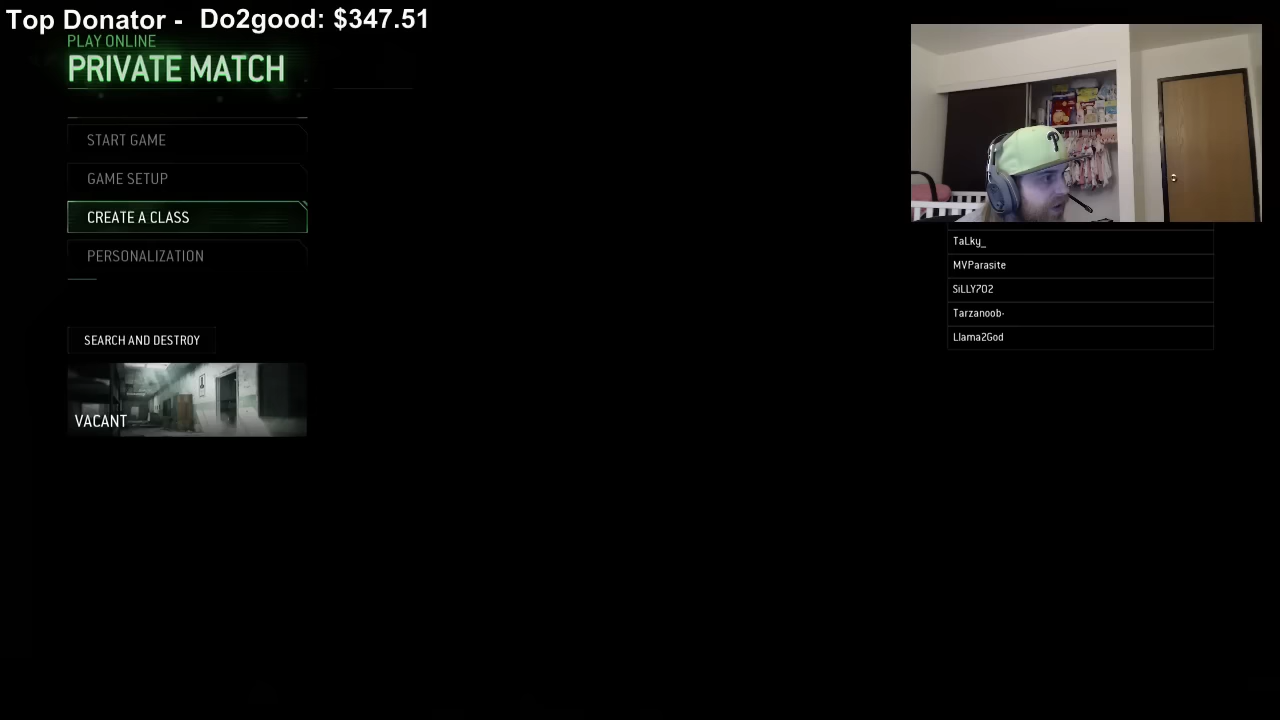 Top Donator - Do2good: $347.51
PLAY ONLINE
PRIVATE MATCH
START GAME
GAME SETUP
CREATE A CLASS
PERSONALIZATION
SEARCH AND DESTROY
VACANT
P
TaLky_
MVParasite
SiLLY702
Tarzanoob-
Llama2God